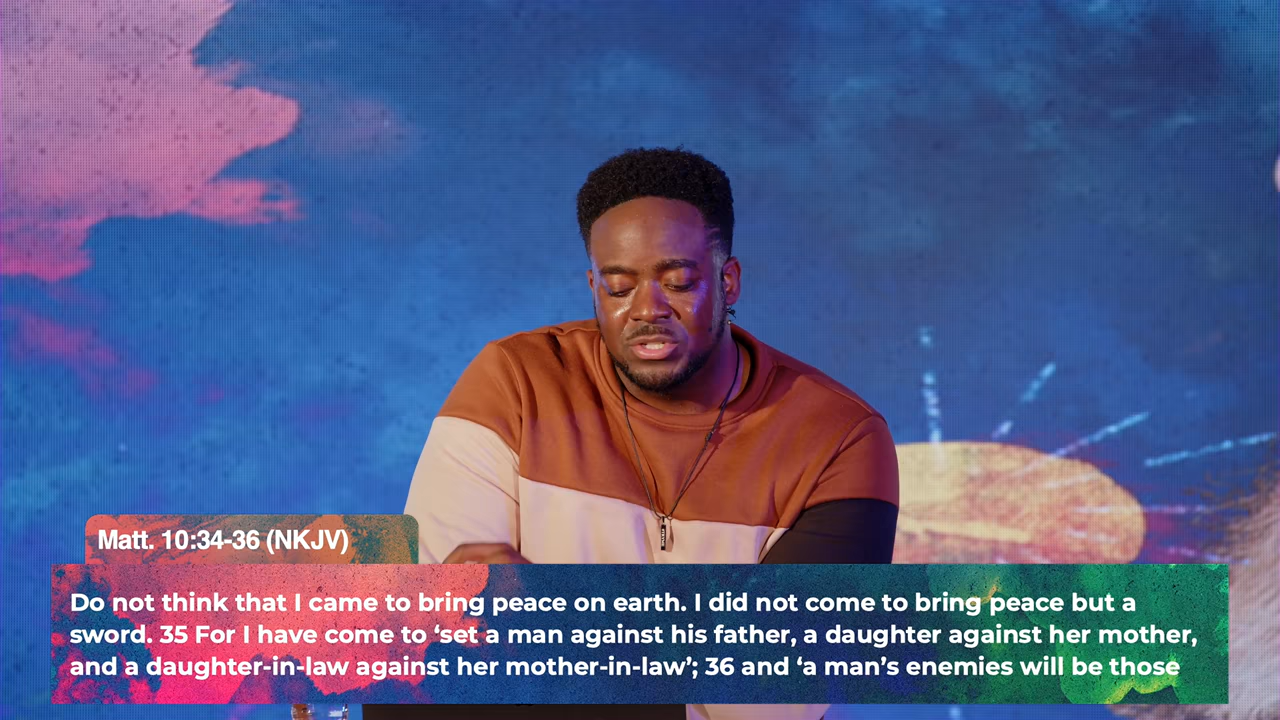 Matt. 10:34-36 (NKJV)
Do not think that I came to bring peace on earth. I did not come to bring peace but a
sword. 35 For I have come to ‘set a man against his father, a daughter against her mother,
and a daughter-in-law against her mother-in-law’; 36 and ‘a man’s enemies will be those